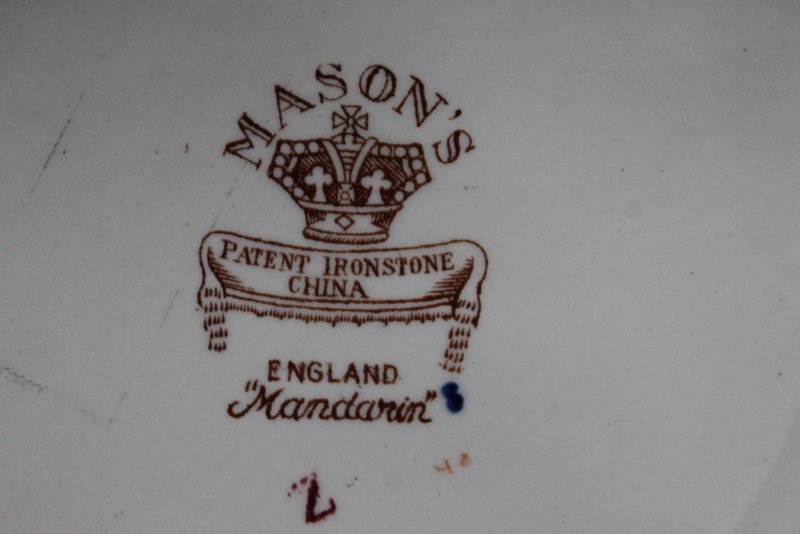 MASON'S
PATENT IRONSTONE
CHINA
ENGLAND
"Mandarin"